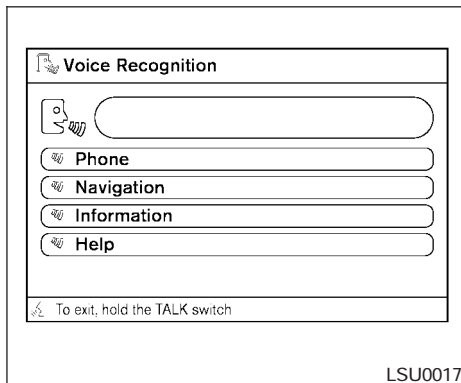 Voice Recognition
Phone
Navigation
Information
Help
To exit, hold the TALK switch
LSU0017